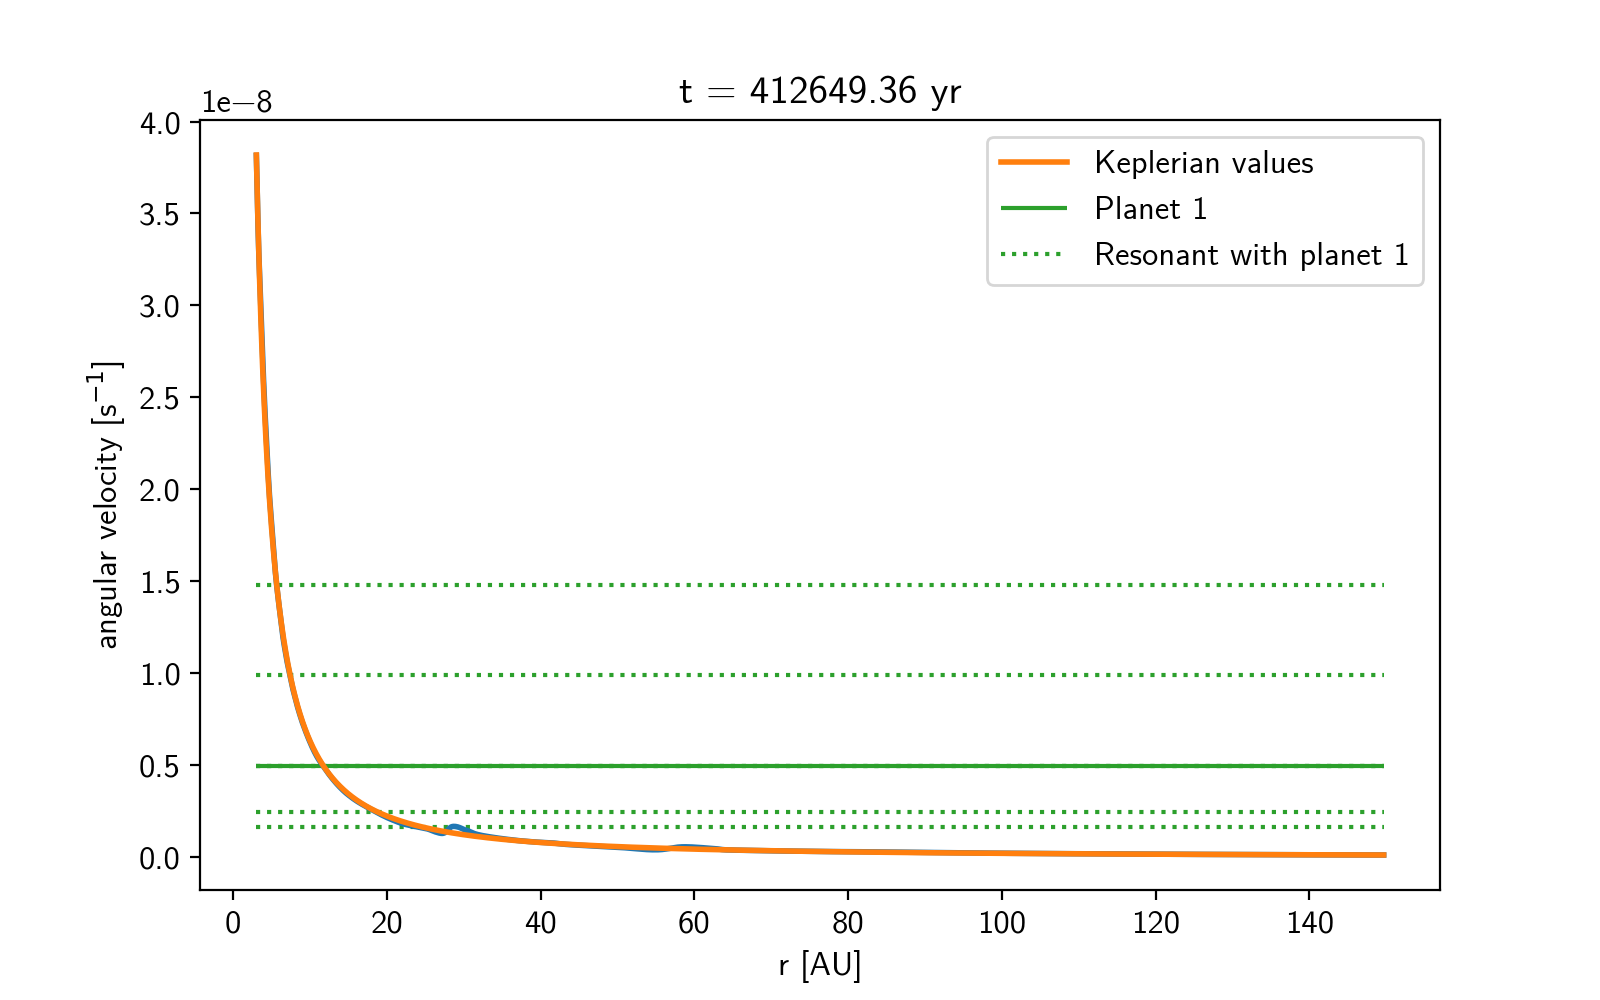 t = 412649.36 yr
1e−8
4.0
3.5
3.0
2.5
2.0
1.5
1.0
0.5
0.0
angular velocity [s⁻¹]
Keplerian values
Planet 1
Resonant with planet 1
0 20 40 60 80 100 120 140
r [AU]